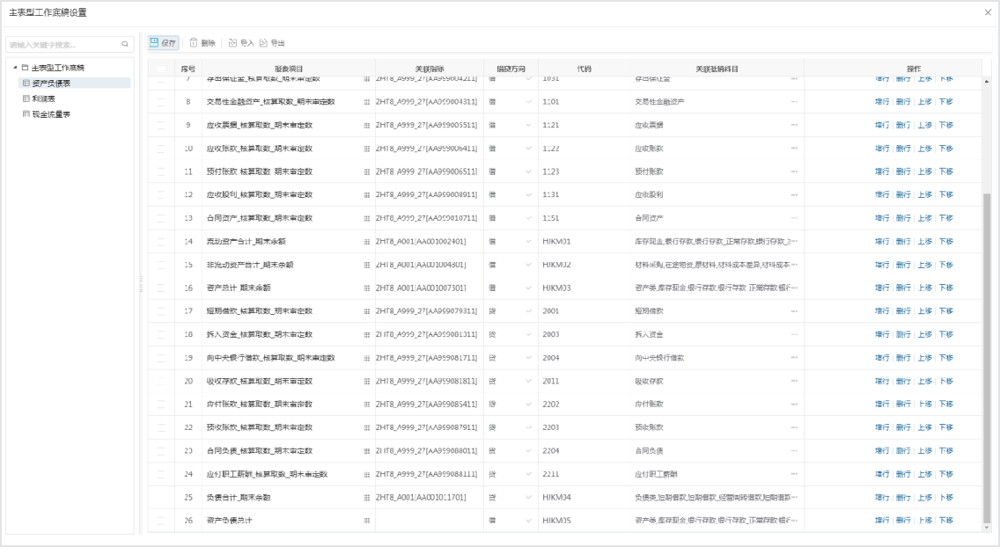 主表型工作底稿设置
请输入关键字搜索...
保存 删除 导入 导出
主表型工作底稿
资产负债表
利润表
现金流量表
序号 报表项目 关联指标 借贷方向 代码 关联抵销科目 操作
7 存出保证金_核算取数_期末审定数 ZHT8_A999_27[AA999004211] 借 1031 存出保证金 增行 删行 上移 下移
8 交易性金融资产_核算取数_期末审定数 ZHT8_A999_27[AA999004311] 借 1101 交易性金融资产 增行 删行 上移 下移
9 应收票据_核算取数_期末审定数 ZHT8_A999_27[AA999005511] 借 1121 应收票据 增行 删行 上移 下移
10 应收账款_核算取数_期末审定数 ZHT8_A999_27[AA999006411] 借 1122 应收账款 增行 删行 上移 下移
11 预付账款_核算取数_期末审定数 ZHT8_A999_27[AA999006511] 借 1123 预付账款 增行 删行 上移 下移
12 应收股利_核算取数_期末审定数 ZHT8_A999_27[AA999008911] 借 1131 应收股利 增行 删行 上移 下移
13 合同资产_核算取数_期末审定数 ZHT8_A999_27[AA999010711] 借 1151 合同资产 增行 删行 上移 下移
14 流动资产合计_期末余额 ZHT8_A001[AA001002401] 借 HJKM01 库存现金,银行存款,银行存款_正常存款,银行存款_ 增行 删行 上移 下移
15 非流动资产合计_期末余额 ZHT8_A001[AA001004801] 借 HJKM02 材料采购,在途物资,原材料,材料成本差异,材料成本 增行 删行 上移 下移
16 资产总计_期末余额 ZHT8_A001[AA001007301] 借 HJKM03 资产类,库存现金,银行存款,银行存款_正常存款,银行 增行 删行 上移 下移
17 短期借款_核算取数_期末审定数 ZHT8_A999_27[AA999079311] 贷 2001 短期借款 增行 删行 上移 下移
18 拆入资金_核算取数_期末审定数 ZHT8_A999_27[AA999081311] 贷 2003 拆入资金 增行 删行 上移 下移
19 向中央银行借款_核算取数_期末审定数 ZHT8_A999_27[AA999081711] 贷 2004 向中央银行借款 增行 删行 上移 下移
20 吸收存款_核算取数_期末审定数 ZHT8_A999_27[AA999081811] 贷 2011 吸收存款 增行 删行 上移 下移
21 应付账款_核算取数_期末审定数 ZHT8_A999_27[AA999085411] 贷 2202 应付账款 增行 删行 上移 下移
22 预收账款_核算取数_期末审定数 ZHT8_A999_27[AA999087911] 贷 2203 预收账款 增行 删行 上移 下移
23 合同负债_核算取数_期末审定数 ZHT8_A999_27[AA999088011] 贷 2204 合同负债 增行 删行 上移 下移
24 应付职工薪酬_核算取数_期末审定数 ZHT8_A999_27[AA999088111] 贷 2211 应付职工薪酬 增行 删行 上移 下移
25 负债合计_期末余额 ZHT8_A001[AA001011701] 贷 HJKM04 负债类,短期借款,短期借款_经营周转借款,短期借款 增行 删行 上移 下移
26 资产负债总计 借 HJKM05 资产类,库存现金,银行存款,银行存款_正常存款,银行 增行 删行 上移 下移